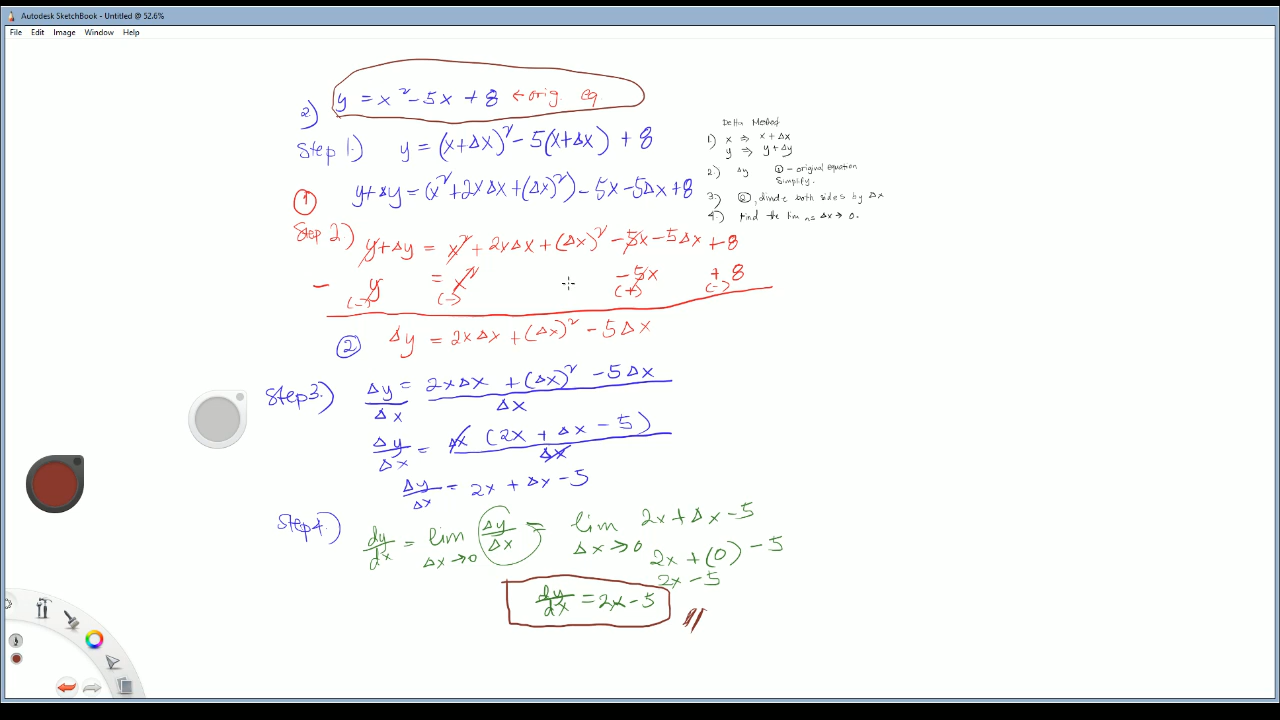 Autodesk SketchBook - Untitled @ 52.6%
File Edit Image Window Help
2.) y = x² - 5x + 8 ← orig. eq
Step 1.) y = (x+Δx)² - 5(x+Δx) + 8
① y+Δy = (x² + 2xΔx + (Δx)²) - 5x - 5Δx + 8
Step 2.) y+Δy = x² + 2xΔx + (Δx)² - 5x - 5Δx + 8
- y = x² - 5x + 8
(-) (-) (+) (-)
② Δy = 2xΔx + (Δx)² - 5Δx
Step 3.) Δy/Δx = 2xΔx + (Δx)² - 5Δx / Δx
Δy/Δx = Δx (2x + Δx - 5) / Δx
Δy/Δx = 2x + Δx - 5
Step 4.) dy/dx = lim Δx→0 Δy/Δx = lim Δx→0 2x + Δx - 5
2x + (0) - 5
2x - 5
dy/dx = 2x - 5
Delta Method
1) x ⇒ x + Δx
y ⇒ y + Δy
2.) Δy ① - original equation
Simplify.
3.) ②, divide both sides by Δx
4.) Find the lim as Δx → 0.